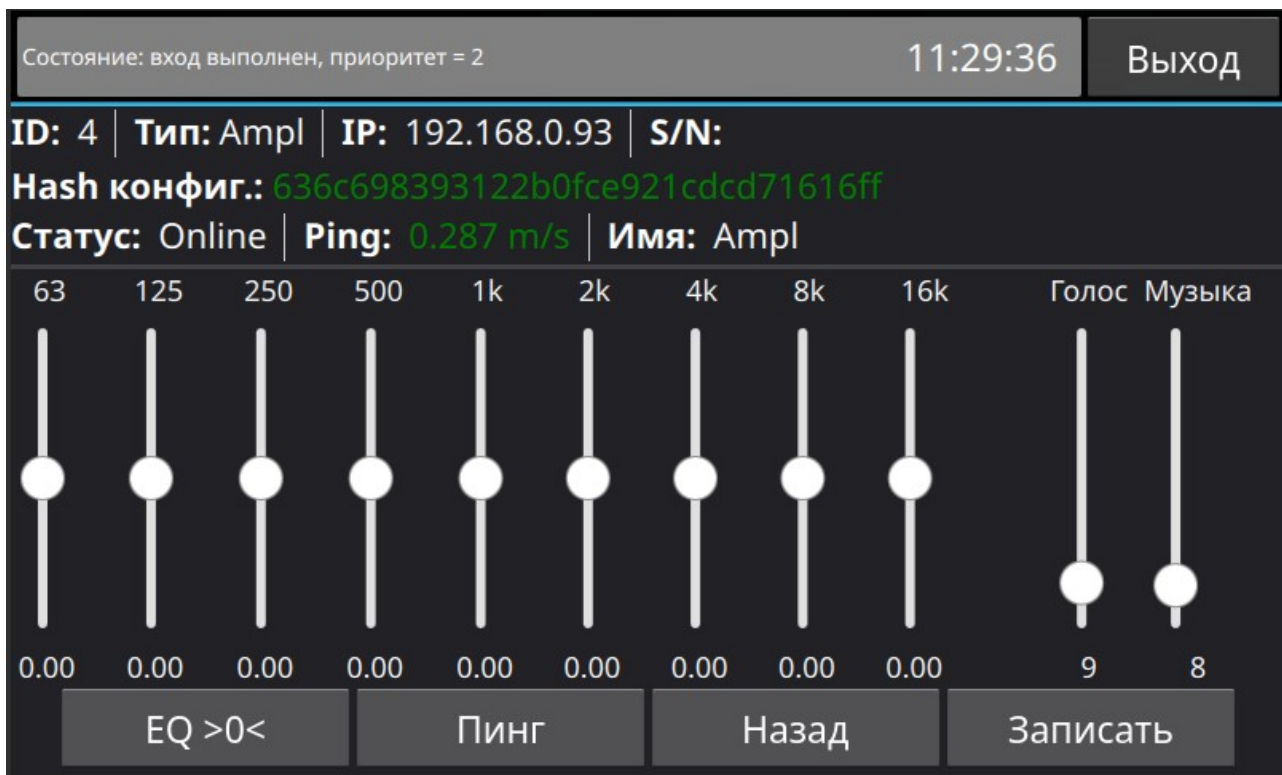 Состояние: вход выполнен, приоритет = 2 11:29:36 Выход
ID: 4 Тип: Ampl IP: 192.168.0.93 S/N:
Hash конфиг.: 636c698393122b0fce921cdcd71616ff
Статус: Online Ping: 0.287 m/s Имя: Ampl
63 125 250 500 1k 2k 4k 8k 16k Голос Музыка
0.00 0.00 0.00 0.00 0.00 0.00 0.00 0.00 0.00 9 8
EQ >0< Пинг Назад Записать